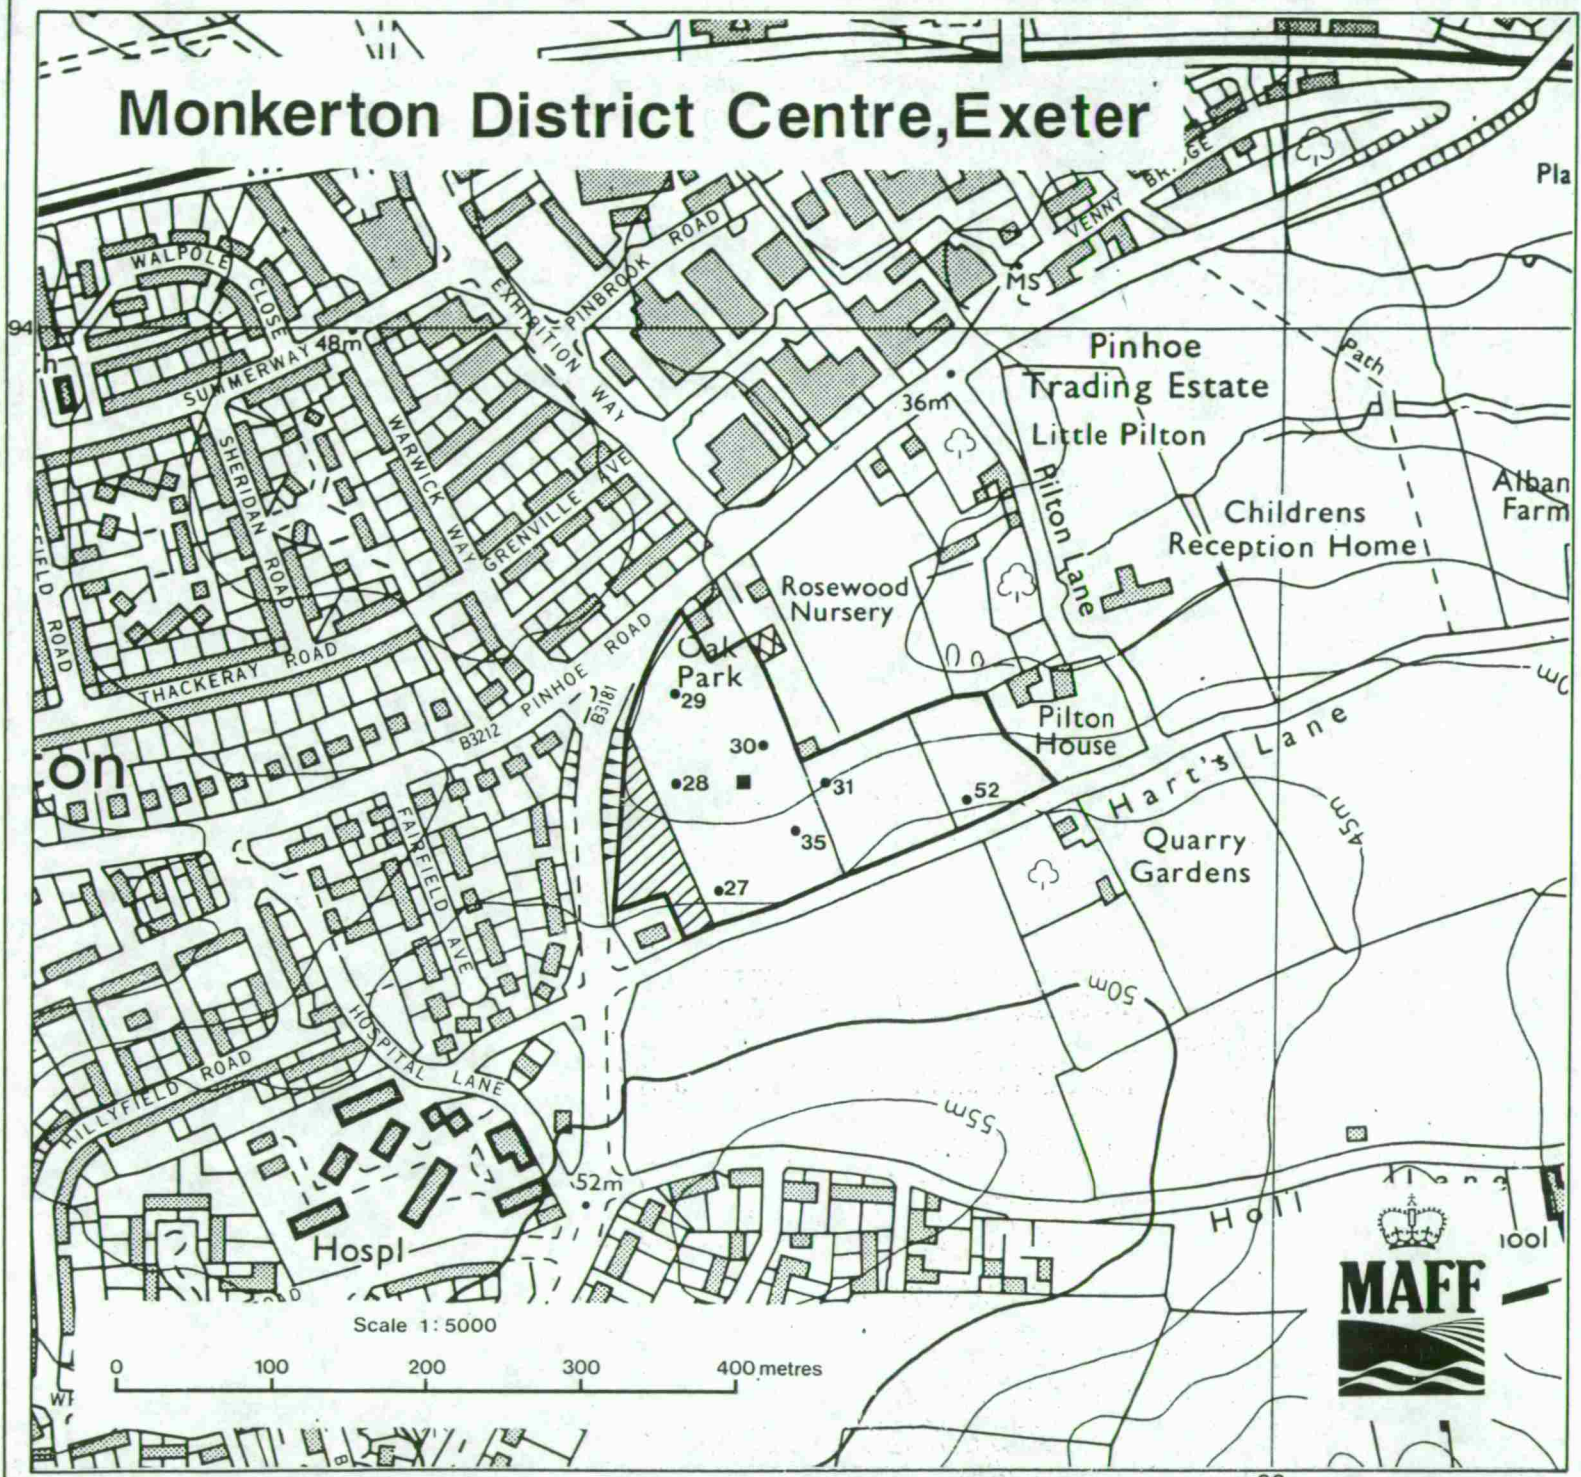 Monkerton District Centre,Exeter
BRIDGE
VENNY
Pla
PINBROOK ROAD
MS
WALPOLE
CLOSE
EXHIBITION WAY
94
48m
SUMMERWAY
Pinhoe
Trading Estate
Path
36m
Little Pilton
WARWICK WAY
SHERIDAN ROAD
GRENVILLE AVE
Pilton Lane
Alban
Farm
Childrens
Reception Home
FIELD ROAD
Rosewood
Nursery
THACKERAY ROAD
PINHOE ROAD
Oak
Park
B3181
B3212
29
30
28
31
52
35
27
Pilton
House
Hart's Lane
ton
FAIRFIELD AVE
45m
Quarry
Gardens
50m
HOSPITAL LANE
HILLYFIELD ROAD
55m
52m
Hospl
Holl
Lane
hool
MAFF
Scale 1:5000
0 100 200 300 400 metres